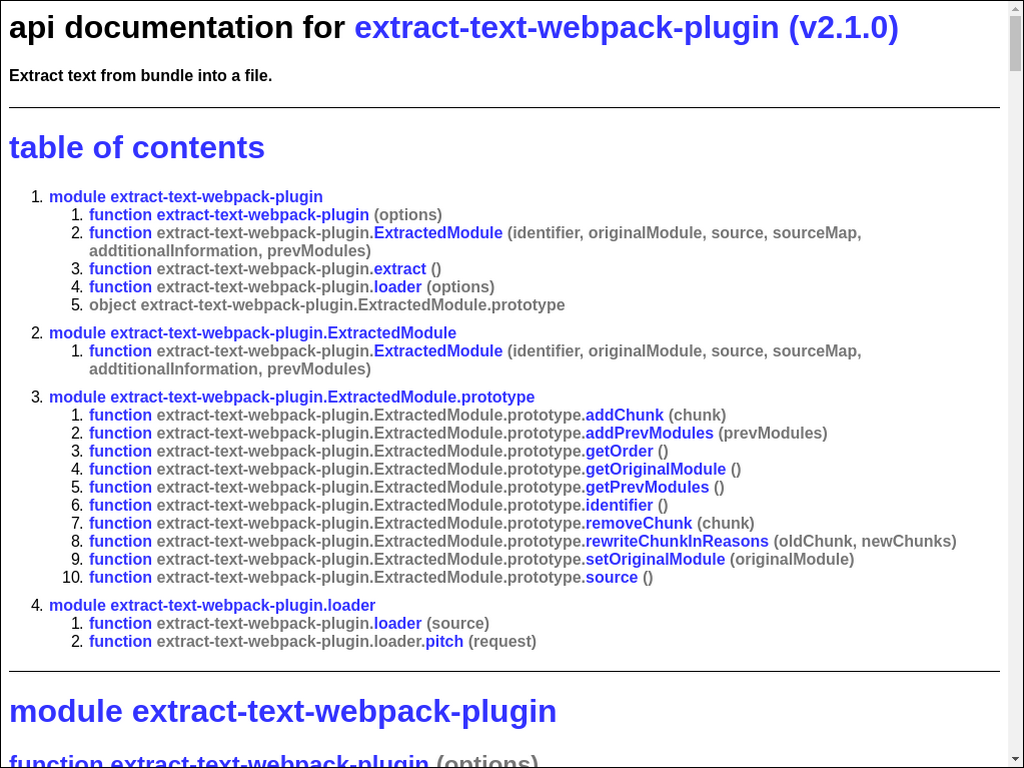 api documentation for extract-text-webpack-plugin (v2.1.0)
Extract text from bundle into a file.
table of contents
1. module extract-text-webpack-plugin
1. function extract-text-webpack-plugin (options)
2. function extract-text-webpack-plugin.ExtractedModule (identifier, originalModule, source, sourceMap,
addtitionalInformation, prevModules)
3. function extract-text-webpack-plugin.extract ()
4. function extract-text-webpack-plugin.loader (options)
5. object extract-text-webpack-plugin.ExtractedModule.prototype
2. module extract-text-webpack-plugin.ExtractedModule
1. function extract-text-webpack-plugin.ExtractedModule (identifier, originalModule, source, sourceMap,
addtitionalInformation, prevModules)
3. module extract-text-webpack-plugin.ExtractedModule.prototype
1. function extract-text-webpack-plugin.ExtractedModule.prototype.addChunk (chunk)
2. function extract-text-webpack-plugin.ExtractedModule.prototype.addPrevModules (prevModules)
3. function extract-text-webpack-plugin.ExtractedModule.prototype.getOrder ()
4. function extract-text-webpack-plugin.ExtractedModule.prototype.getOriginalModule ()
5. function extract-text-webpack-plugin.ExtractedModule.prototype.getPrevModules ()
6. function extract-text-webpack-plugin.ExtractedModule.prototype.identifier ()
7. function extract-text-webpack-plugin.ExtractedModule.prototype.removeChunk (chunk)
8. function extract-text-webpack-plugin.ExtractedModule.prototype.rewriteChunkInReasons (oldChunk, newChunks)
9. function extract-text-webpack-plugin.ExtractedModule.prototype.setOriginalModule (originalModule)
10. function extract-text-webpack-plugin.ExtractedModule.prototype.source ()
4. module extract-text-webpack-plugin.loader
1. function extract-text-webpack-plugin.loader (source)
2. function extract-text-webpack-plugin.loader.pitch (request)
module extract-text-webpack-plugin
function extract-text-webpack-plugin (options)